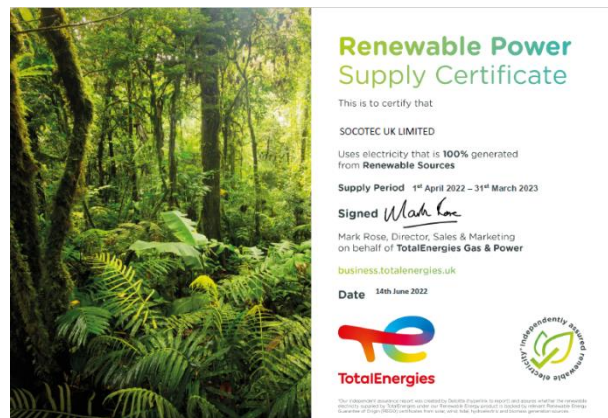 Renewable Power
Supply Certificate
This is to certify that
SOCOTEC UK LIMITED
Uses electricity that is 100% generated
from Renewable Sources
Supply Period 1st April 2022 – 31st March 2023
Signed Mark Rose
Mark Rose, Director, Sales & Marketing
on behalf of TotalEnergies Gas & Power
business.totalenergies.uk
Date 14th June 2022
TotalEnergies
independently assured
renewable electricity*